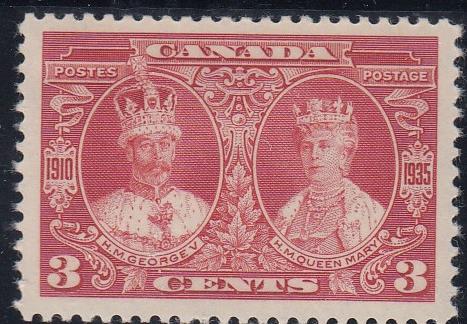 CANADA
POSTES POSTAGE
1910 1935
H.M.GEORGE V H.M.QUEEN MARY
3 CENTS 3